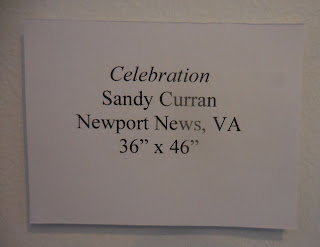 Celebration
Sandy Curran
Newport News, VA
36” x 46”